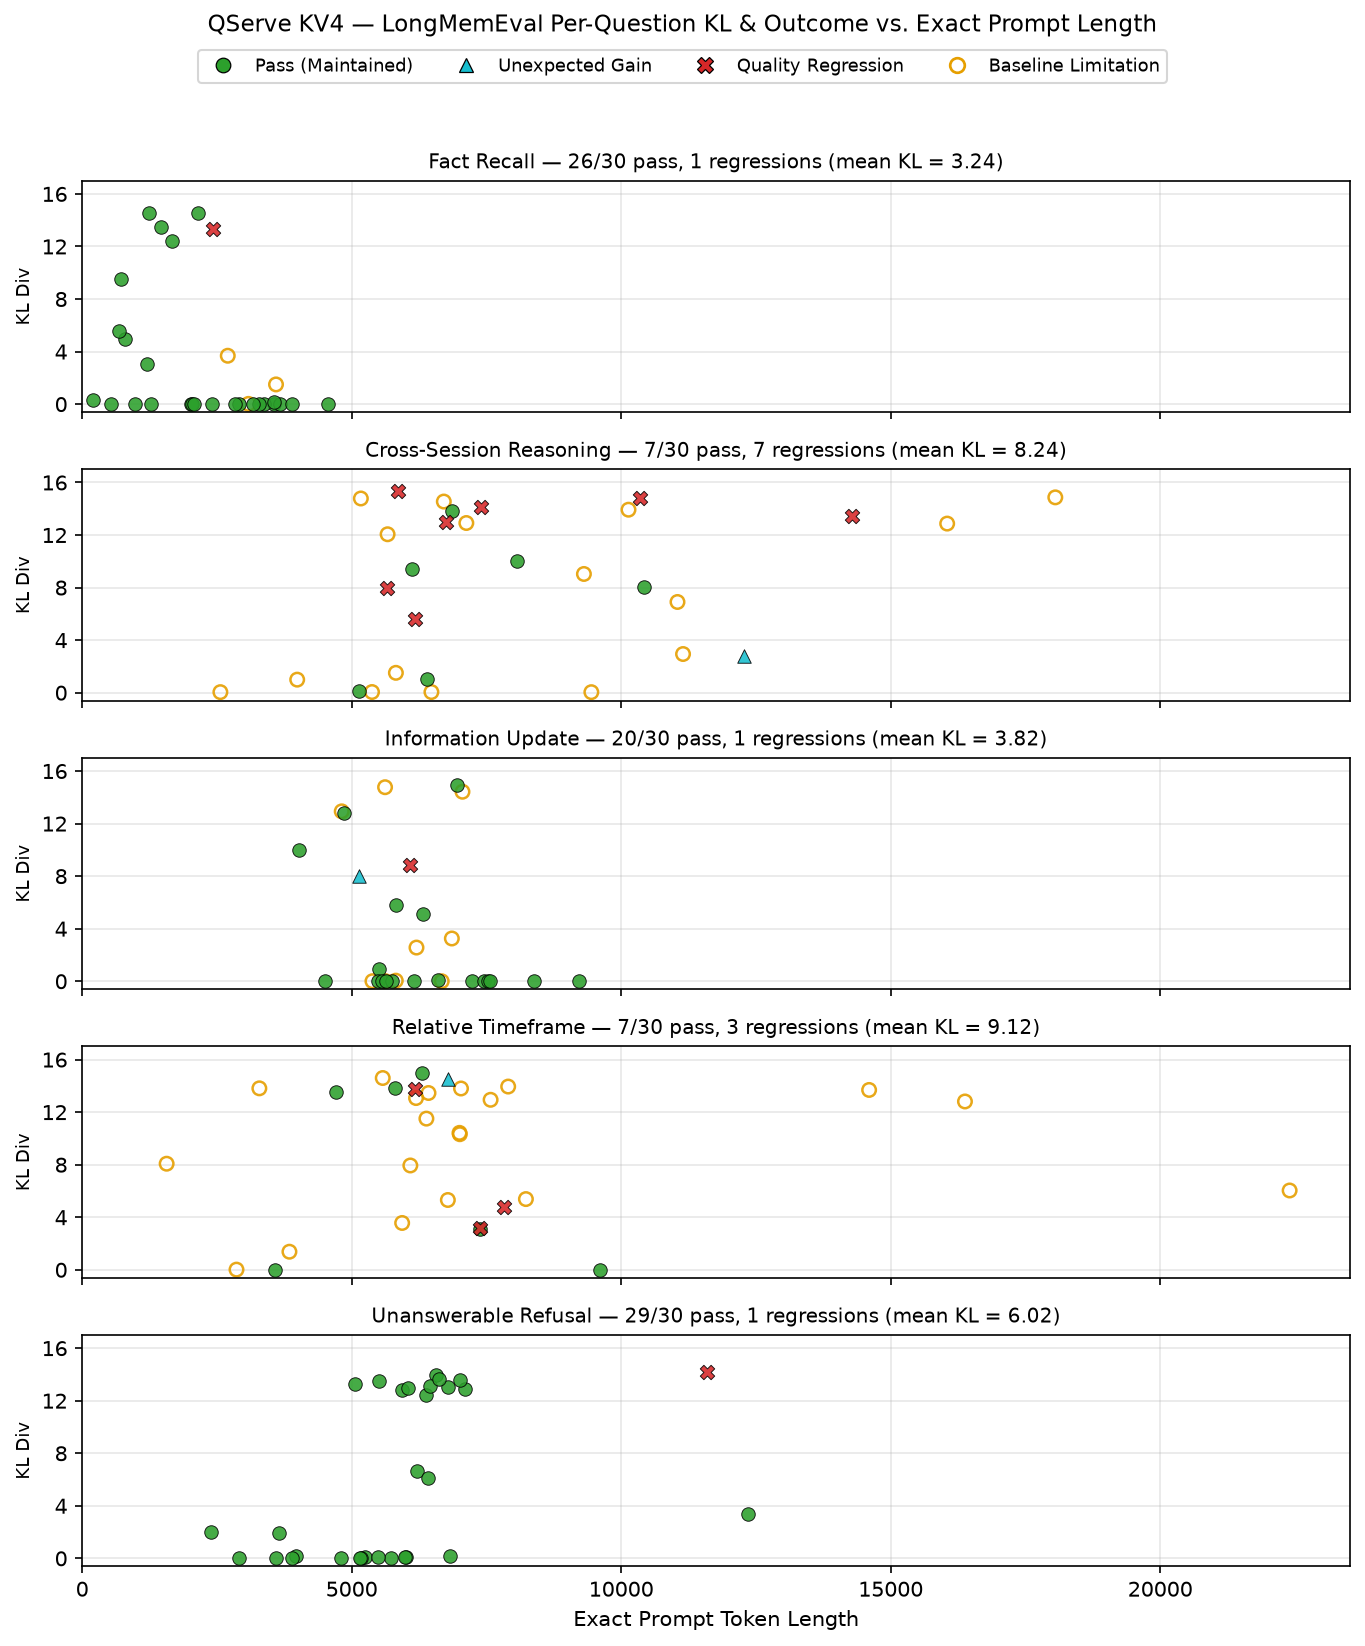 QServe KV4 — LongMemEval Per-Question KL & Outcome vs. Exact Prompt Length
Pass (Maintained) Unexpected Gain Quality Regression Baseline Limitation
Fact Recall — 26/30 pass, 1 regressions (mean KL = 3.24)
16
12
8
4
0
KL Div
Cross-Session Reasoning — 7/30 pass, 7 regressions (mean KL = 8.24)
16
12
8
4
0
KL Div
Information Update — 20/30 pass, 1 regressions (mean KL = 3.82)
16
12
8
4
0
KL Div
Relative Timeframe — 7/30 pass, 3 regressions (mean KL = 9.12)
16
12
8
4
0
KL Div
Unanswerable Refusal — 29/30 pass, 1 regressions (mean KL = 6.02)
16
12
8
4
0
KL Div
0 5000 10000 15000 20000
Exact Prompt Token Length